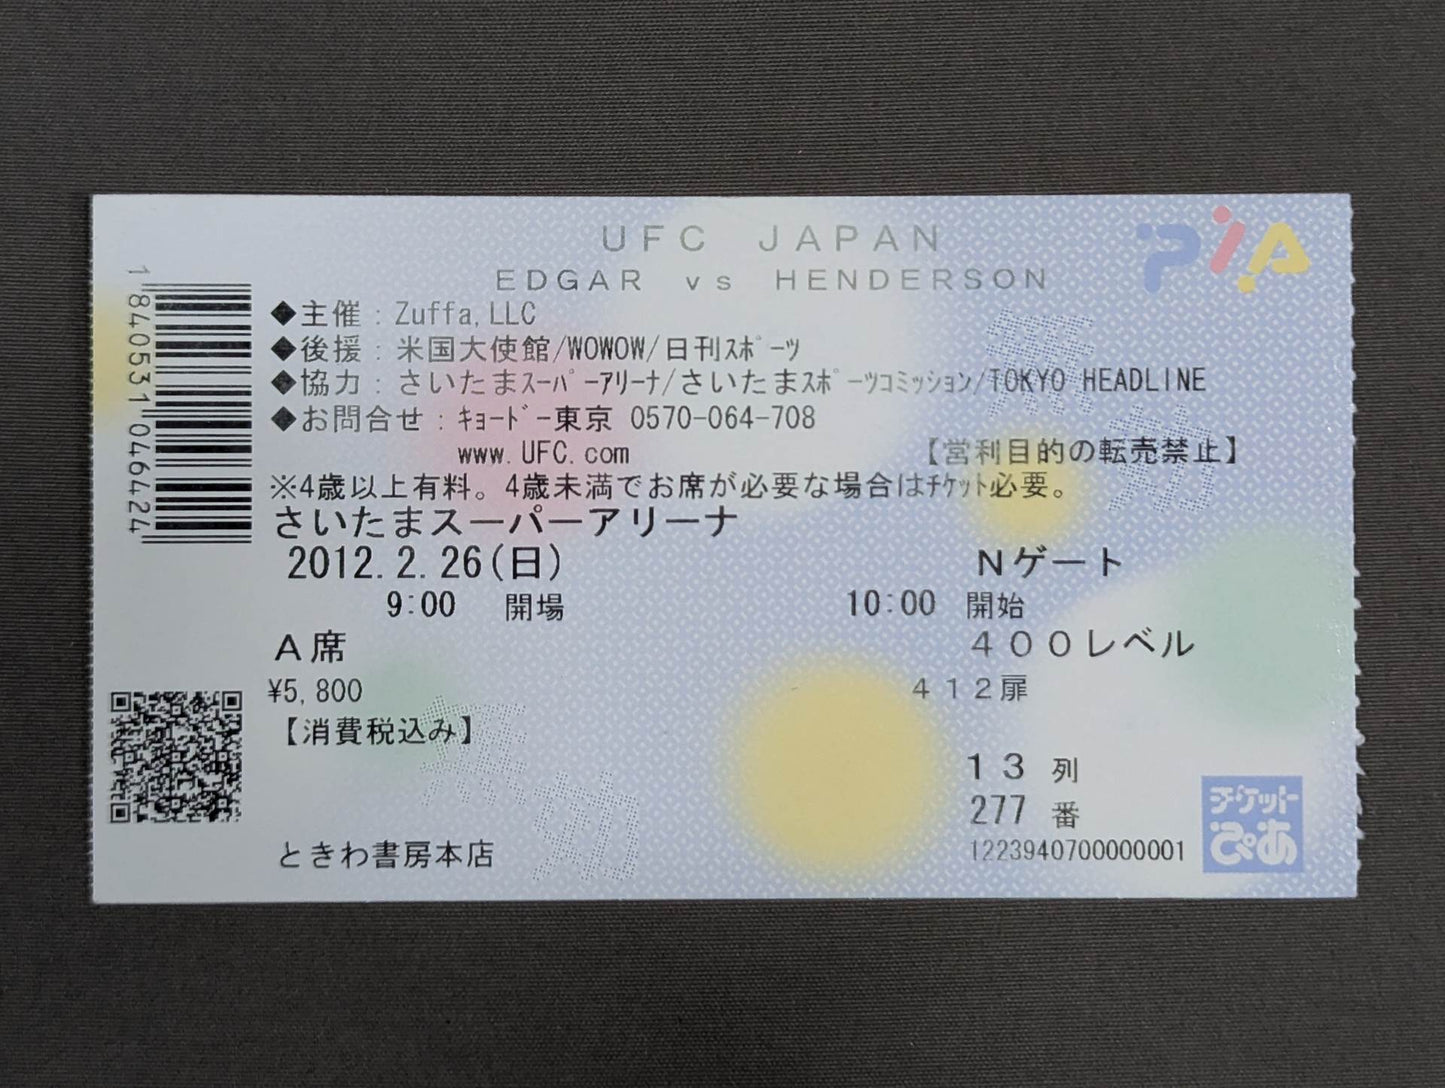 UFC JAPAN
PIA
EDGAR vs HENDERSON
◆主催：Zuffa,LLC
◆後援：米国大使館/WOWOW/日刊ｽﾎﾟｰﾂ
◆協力：さいたまｽｰﾊﾟｰｱﾘｰﾅ/さいたまｽﾎﾟｰﾂｺﾐｯｼｮﾝ/TOKYO HEADLINE
◆お問合せ：ｷｮｰﾄﾞｰ東京 0570-064-708
www.UFC.com 【営利目的の転売禁止】
※4歳以上有料。4歳未満でお席が必要な場合はﾁｹｯﾄ必要。
さいたまスーパーアリーナ
2012.2.26(日) Nゲート
9:00 開場 10:00 開始
A席 400レベル
¥5,800 412扉
【消費税込み】
13 列
277 番
1223940700000001
ときわ書房本店
チケットぴあ
1840531046424
無効
無効